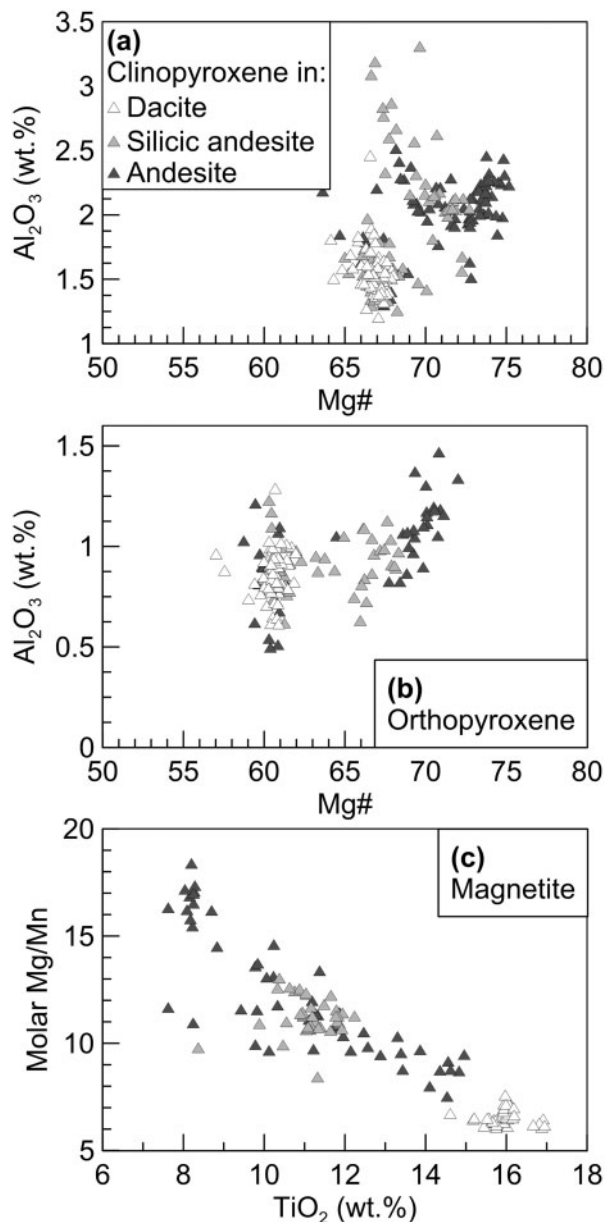 (a)
Clinopyroxene in:
Dacite
Silicic andesite
Andesite
3.5
3
2.5
2
1.5
1
Al₂O₃ (wt.%)
50 55 60 65 70 75 80
Mg#
1.5
1
0.5
0
Al₂O₃ (wt.%)
(b)
Orthopyroxene
50 55 60 65 70 75 80
Mg#
20
15
10
5
Molar Mg/Mn
(c)
Magnetite
6 8 10 12 14 16 18
TiO₂ (wt.%)